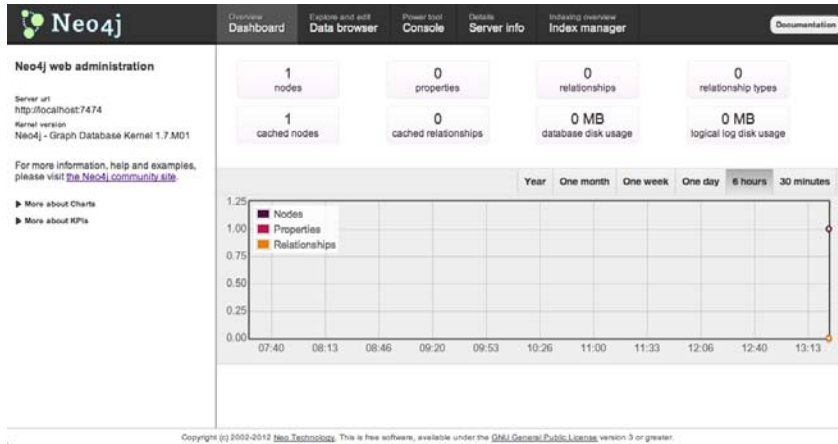 Neo4j
Overview
Dashboard
Explore and edit
Data browser
Power tool
Console
Details
Server info
Indexing overview
Index manager
Documentation
Neo4j web administration
Server url
http://localhost:7474
Kernel version
Neo4j - Graph Database Kernel 1.7.M01
For more information, help and examples,
please visit the Neo4j community site.
More about Charts
More about KPIs
1
nodes
0
properties
0
relationships
0
relationship types
1
cached nodes
0
cached relationships
0 MB
database disk usage
0 MB
logical log disk usage
Year One month One week One day 6 hours 30 minutes
1.25
1.00
0.75
0.50
0.25
0.00
Nodes
Properties
Relationships
07:40 08:13 08:46 09:20 09:53 10:26 11:00 11:33 12:06 12:40 13:13
Copyright (c) 2002-2012 Neo Technology. This is free software, available under the GNU General Public License version 3 or greater.